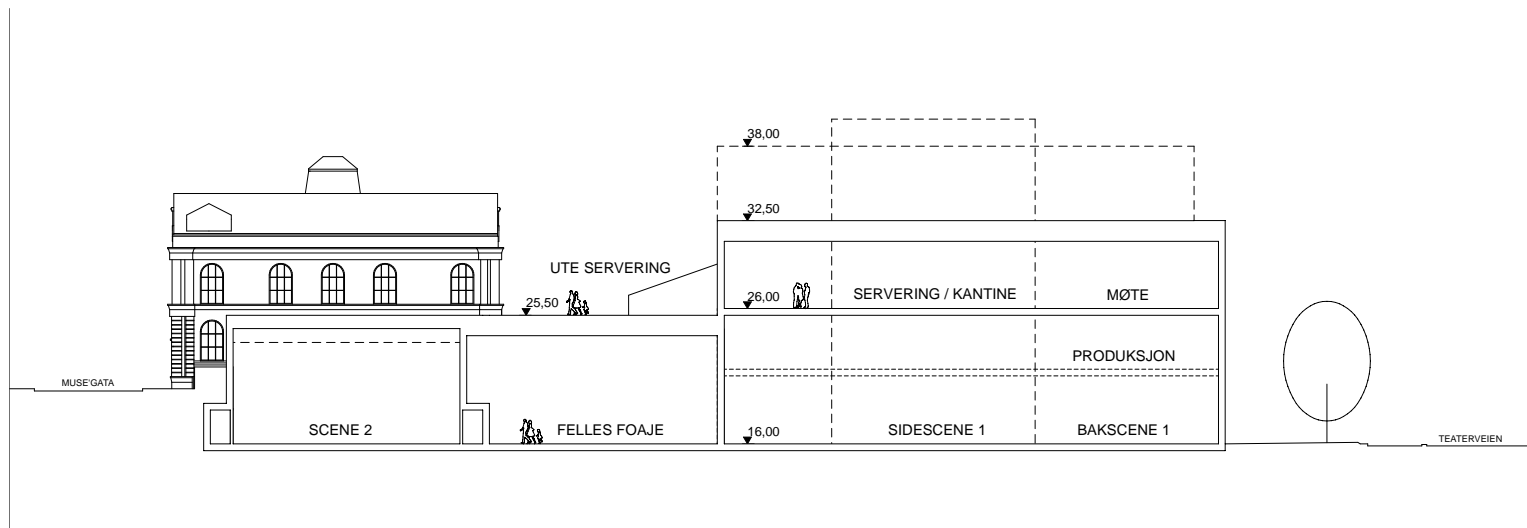 38,00
32,50
UTE SERVERING
25,50
26,00
SERVERING / KANTINE
MØTE
PRODUKSJON
MUSE'GATA
SCENE 2
FELLES FOAJE
16,00
SIDESCENE 1
BAKSCENE 1
TEATERVEIEN